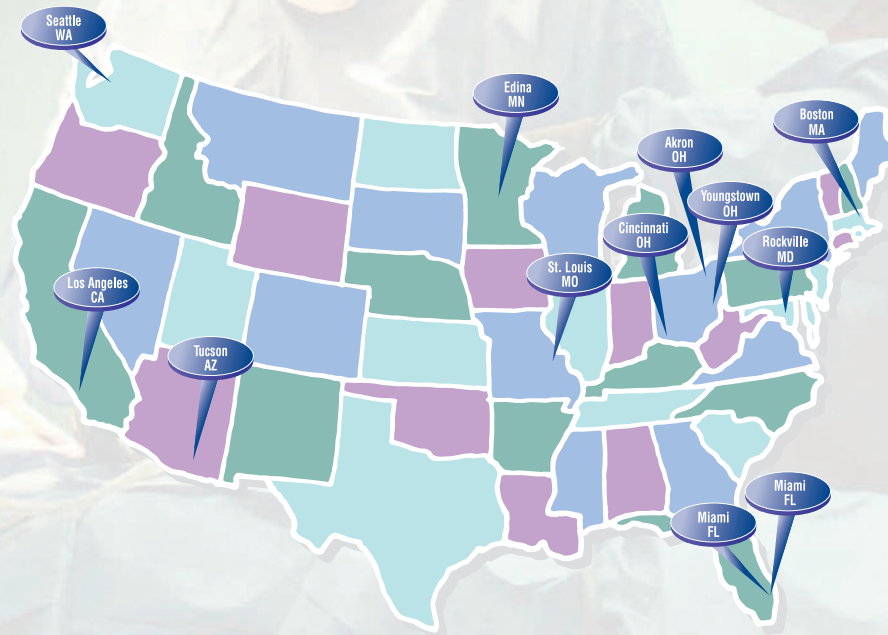 Seattle
WA
Edina
MN
Boston
MA
Akron
OH
Youngstown
OH
Cincinnati
OH
Rockville
MD
St. Louis
MO
Los Angeles
CA
Tucson
AZ
Miami
FL
Miami
FL